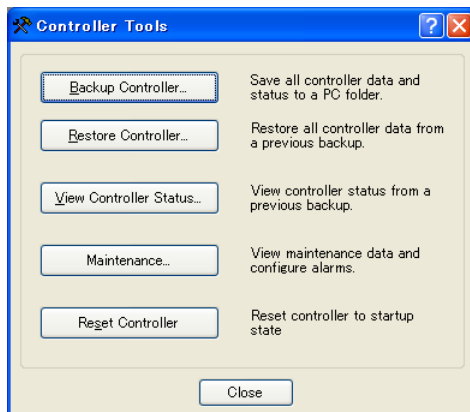 Controller Tools
Backup Controller...
Save all controller data and
status to a PC folder.
Restore Controller...
Restore all controller data from
a previous backup.
View Controller Status...
View controller status from a
previous backup.
Maintenance...
View maintenance data and
configure alarms.
Reset Controller
Reset controller to startup
state
Close